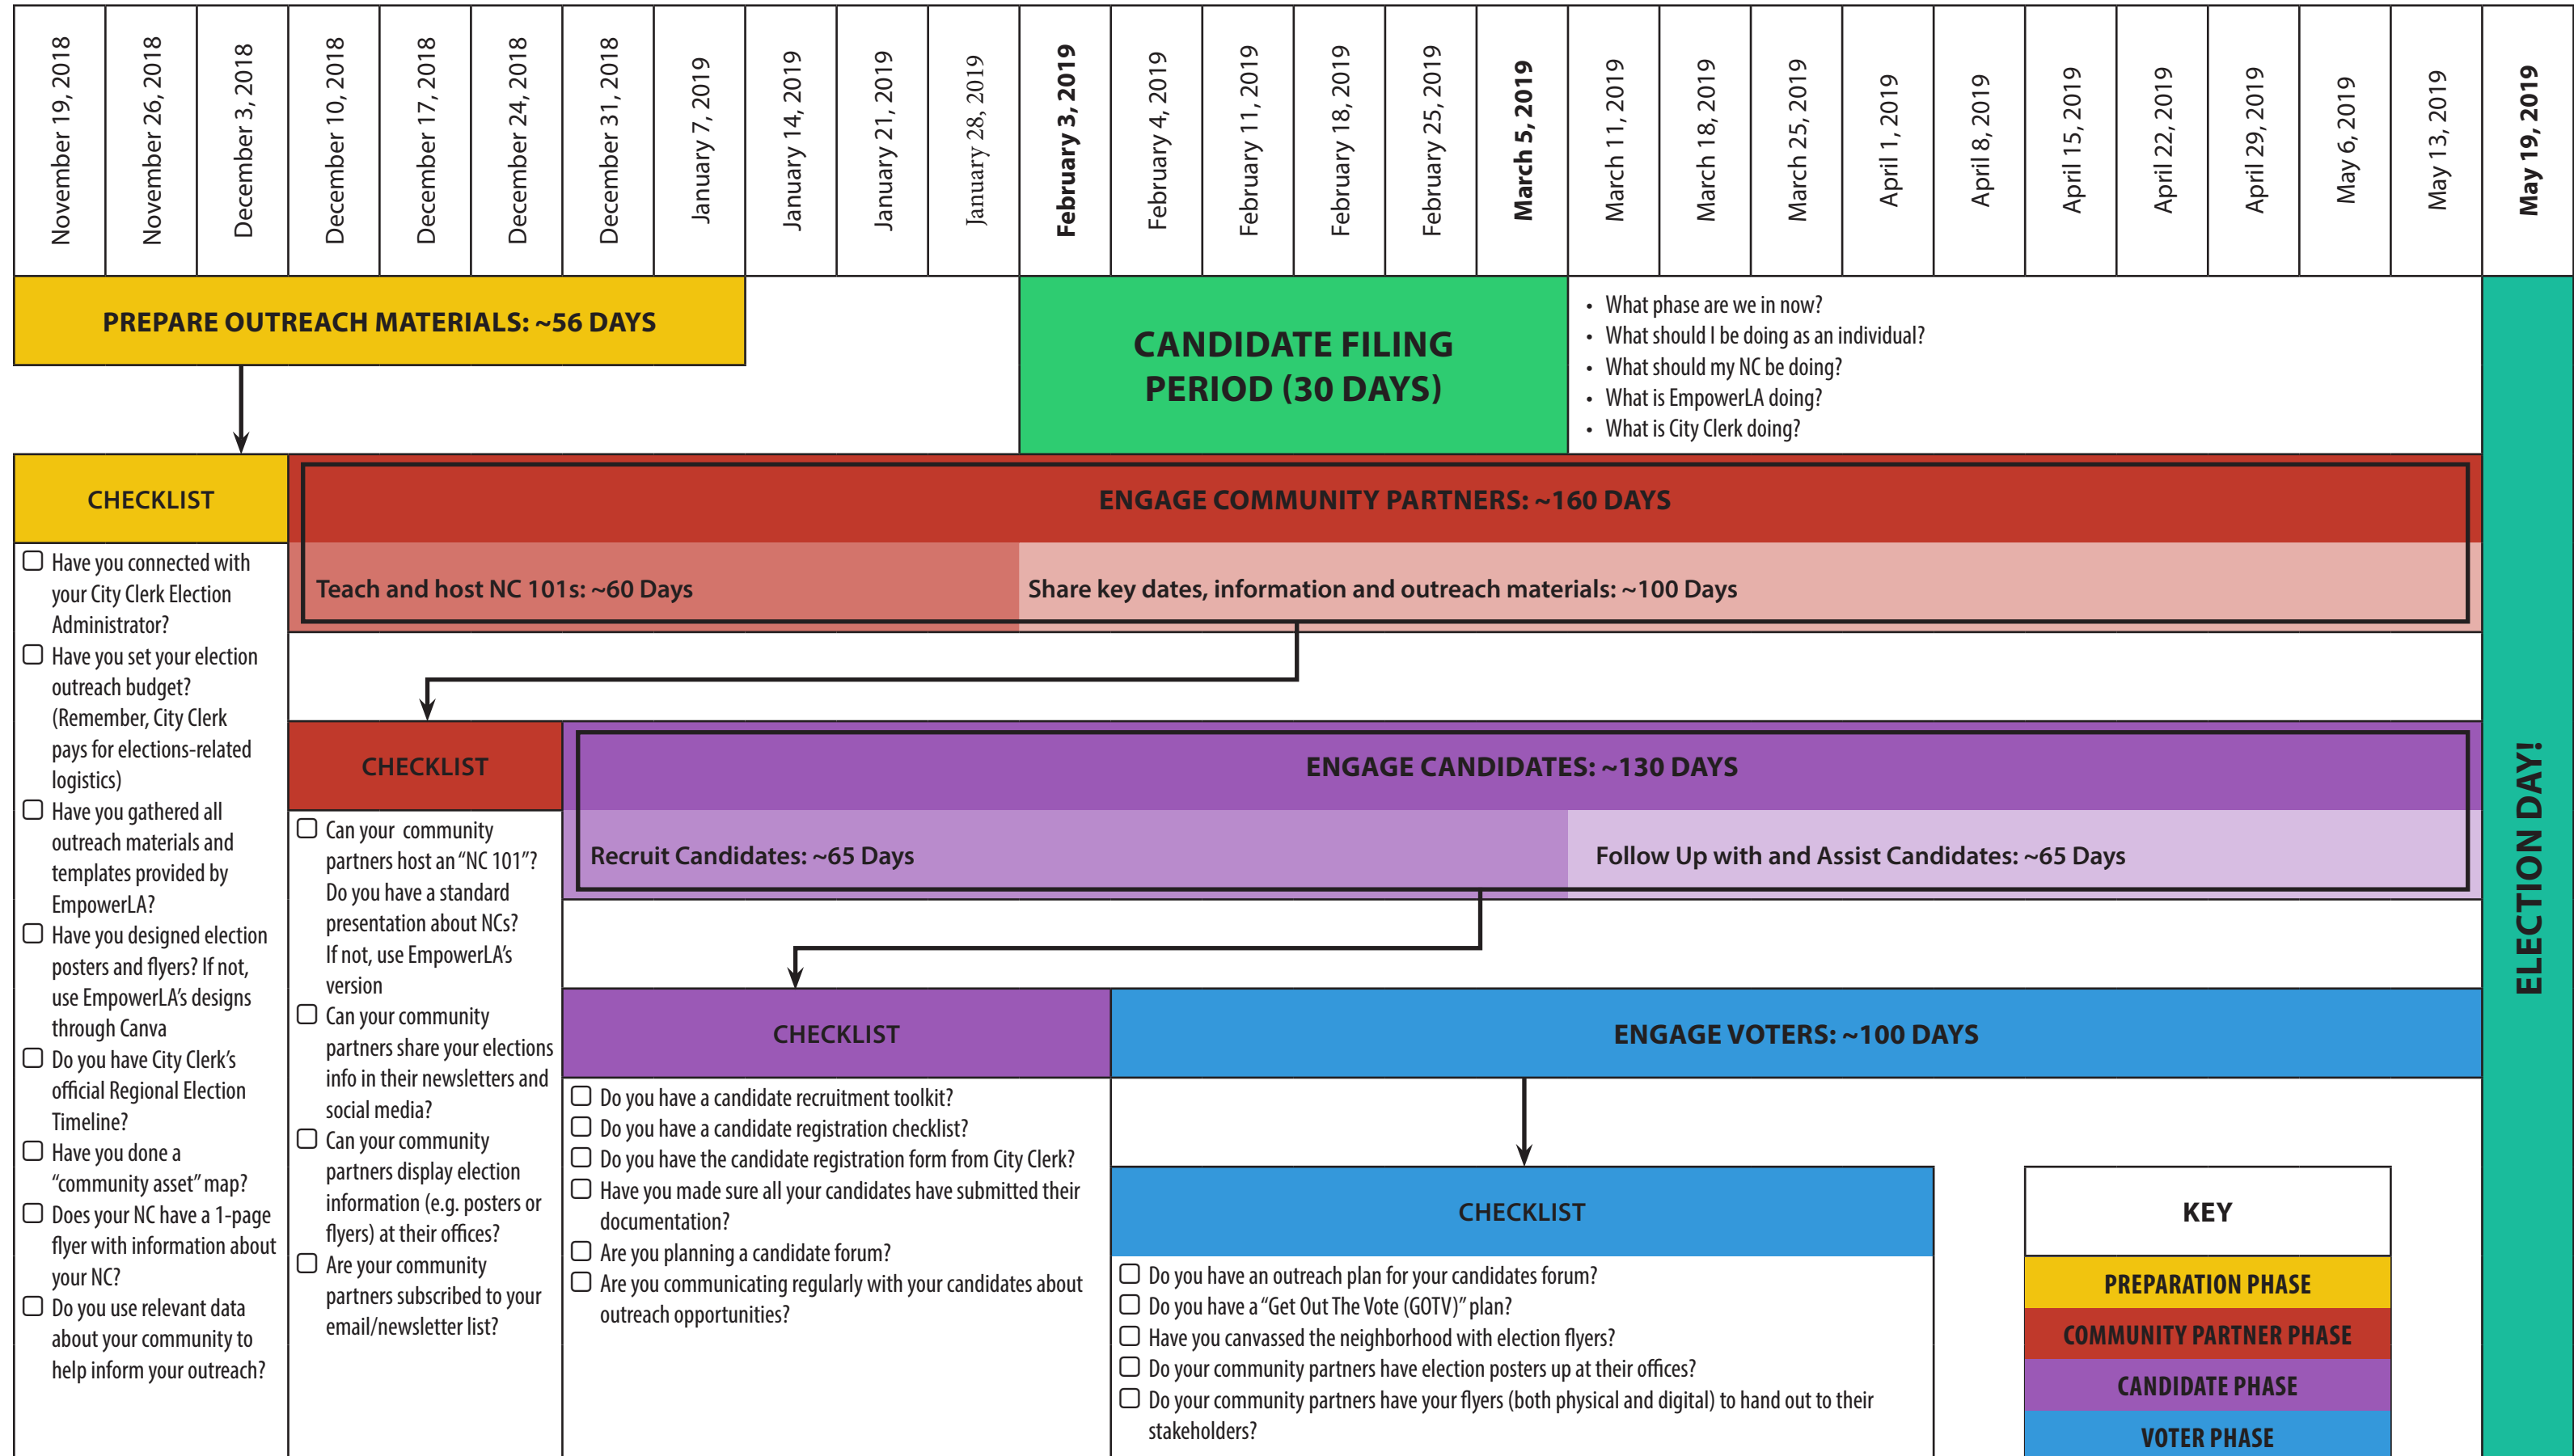 November 19, 2018
November 26, 2018
December 3, 2018
December 10, 2018
December 17, 2018
December 24, 2018
December 31, 2018
January 7, 2019
January 14, 2019
January 21, 2019
January 28, 2019
February 3, 2019
February 4, 2019
February 11, 2019
February 18, 2019
February 25, 2019
March 5, 2019
March 11, 2019
March 18, 2019
March 25, 2019
April 1, 2019
April 8, 2019
April 15, 2019
April 22, 2019
April 29, 2019
May 6, 2019
May 13, 2019
May 19, 2019
PREPARE OUTREACH MATERIALS: ~56 DAYS
CANDIDATE FILING
PERIOD (30 DAYS)
• What phase are we in now?
• What should I be doing as an individual?
• What should my NC be doing?
• What is EmpowerLA doing?
• What is City Clerk doing?
CHECKLIST
Have you connected with
your City Clerk Election
Administrator?
Have you set your election
outreach budget?
(Remember, City Clerk
pays for elections-related
logistics)
Have you gathered all
outreach materials and
templates provided by
EmpowerLA?
Have you designed election
posters and flyers? If not,
use EmpowerLA’s designs
through Canva
Do you have City Clerk’s
official Regional Election
Timeline?
Have you done a
“community asset” map?
Does your NC have a 1-page
flyer with information about
your NC?
Do you use relevant data
about your community to
help inform your outreach?
ENGAGE COMMUNITY PARTNERS: ~160 DAYS
Teach and host NC 101s: ~60 Days
Share key dates, information and outreach materials: ~100 Days
CHECKLIST
Can your community
partners host an “NC 101”?
Do you have a standard
presentation about NCs?
If not, use EmpowerLA’s
version
Can your community
partners share your elections
info in their newsletters and
social media?
Can your community
partners display election
information (e.g. posters or
flyers) at their offices?
Are your community
partners subscribed to your
email/newsletter list?
ENGAGE CANDIDATES: ~130 DAYS
Recruit Candidates: ~65 Days
Follow Up with and Assist Candidates: ~65 Days
CHECKLIST
Do you have a candidate recruitment toolkit?
Do you have a candidate registration checklist?
Do you have the candidate registration form from City Clerk?
Have you made sure all your candidates have submitted their
documentation?
Are you planning a candidate forum?
Are you communicating regularly with your candidates about
outreach opportunities?
ENGAGE VOTERS: ~100 DAYS
CHECKLIST
Do you have an outreach plan for your candidates forum?
Do you have a “Get Out The Vote (GOTV)” plan?
Have you canvassed the neighborhood with election flyers?
Do your community partners have election posters up at their offices?
Do your community partners have your flyers (both physical and digital) to hand out to their
stakeholders?
KEY
PREPARATION PHASE
COMMUNITY PARTNER PHASE
CANDIDATE PHASE
VOTER PHASE
ELECTION DAY!